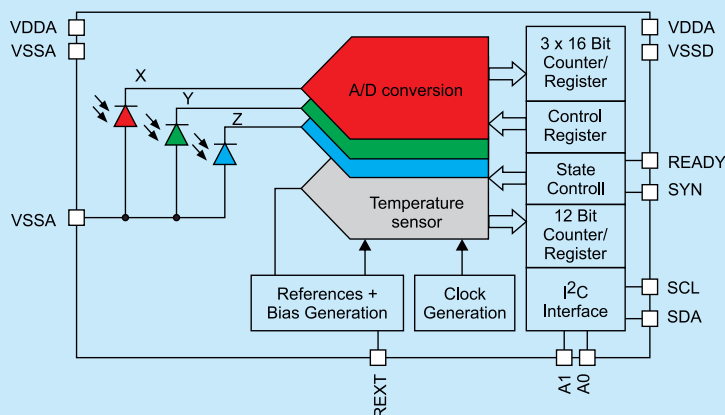 VDDA
VSSA
X
Y
Z
A/D conversion
3 x 16 Bit
Counter/
Register
Control
Register
State
Controll
12 Bit
Counter/
Register
I²C
Interface
Temperature
sensor
References +
Bias Generation
Clock
Generation
VSSA
VDDA
VSSD
READY
SYN
SCL
SDA
REXT
A1
A0